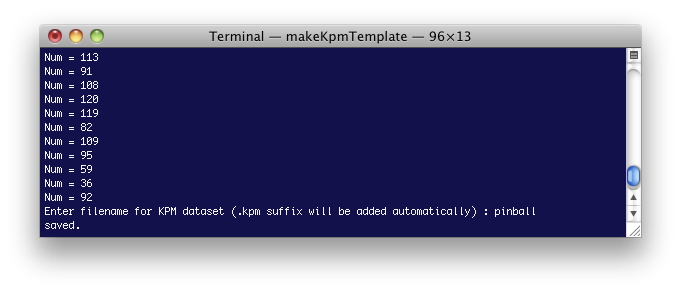 Terminal — makeKpmTemplate — 96×13
Num = 113
Num = 91
Num = 108
Num = 120
Num = 119
Num = 82
Num = 109
Num = 95
Num = 59
Num = 36
Num = 92
Enter filename for KPM dataset (.kpm suffix will be added automatically) : pinball
saved.